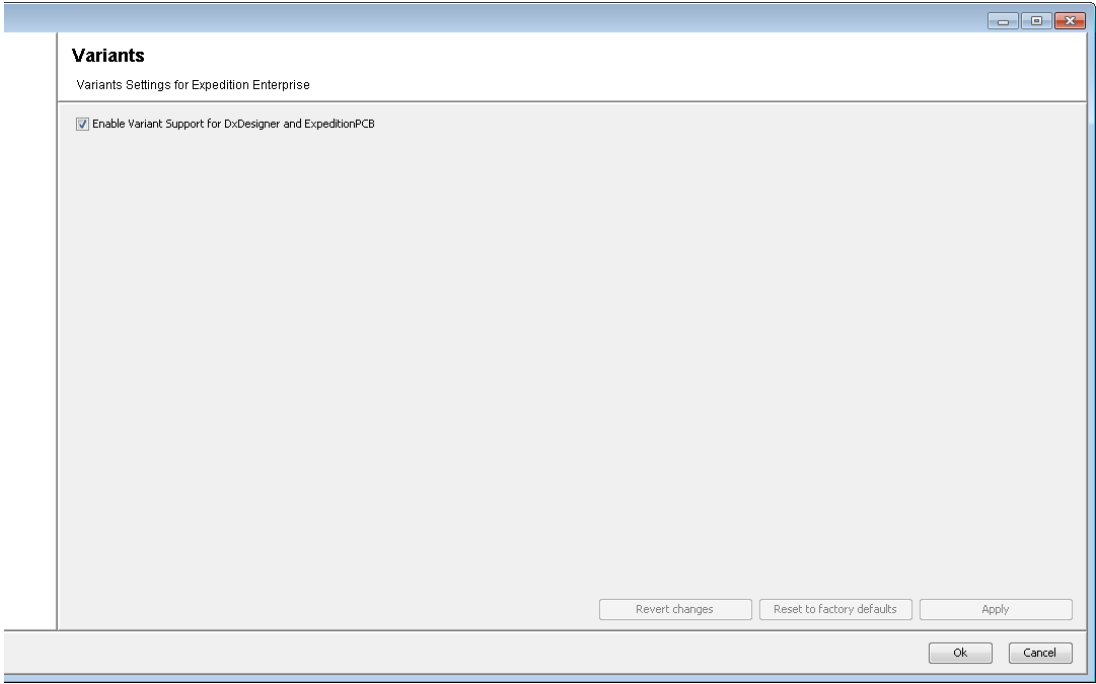 Variants
Variants Settings for Expedition Enterprise
Enable Variant Support for DxDesigner and ExpeditionPCB
Revert changes Reset to factory defaults Apply
Ok Cancel